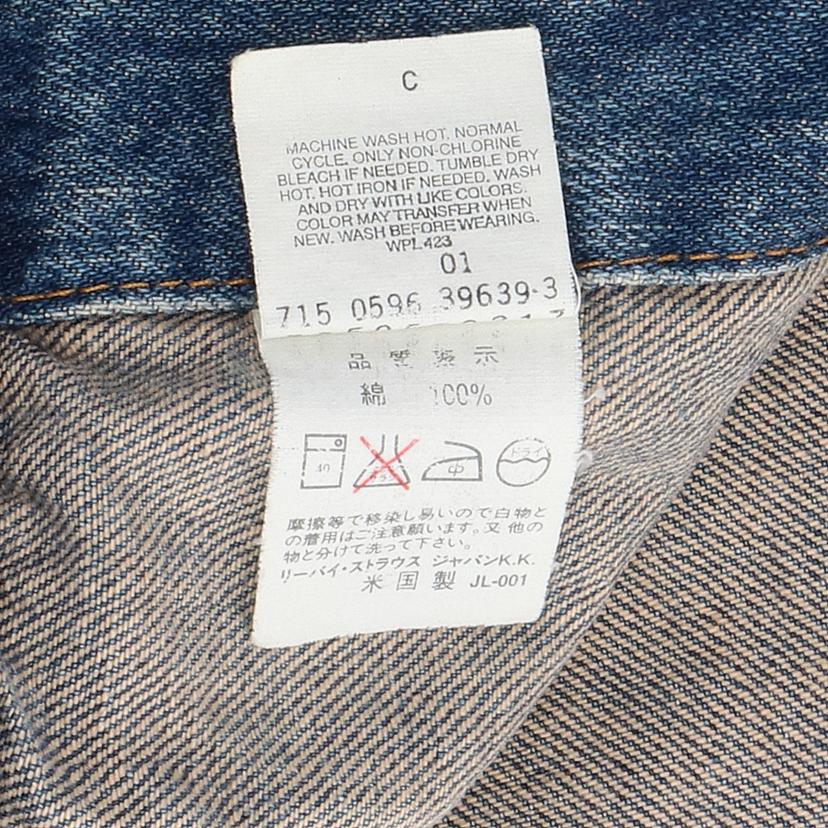 C
MACHINE WASH HOT. NORMAL
CYCLE. ONLY NON-CHLORINE
BLEACH IF NEEDED. TUMBLE DRY
HOT. HOT IRON IF NEEDED. WASH
AND DRY WITH LIKE COLORS.
COLOR MAY TRANSFER WHEN
NEW. WASH BEFORE WEARING.
WPL423
01
715 0596 39639-3
品質表示
綿 100%
40 中 ドライ
摩擦等で移染し易いので白物と
の着用はご注意願います。又 他の
物と分けて洗って下さい。
リーバイ・ストラウス ジャパンK.K.
米国製 JL-001